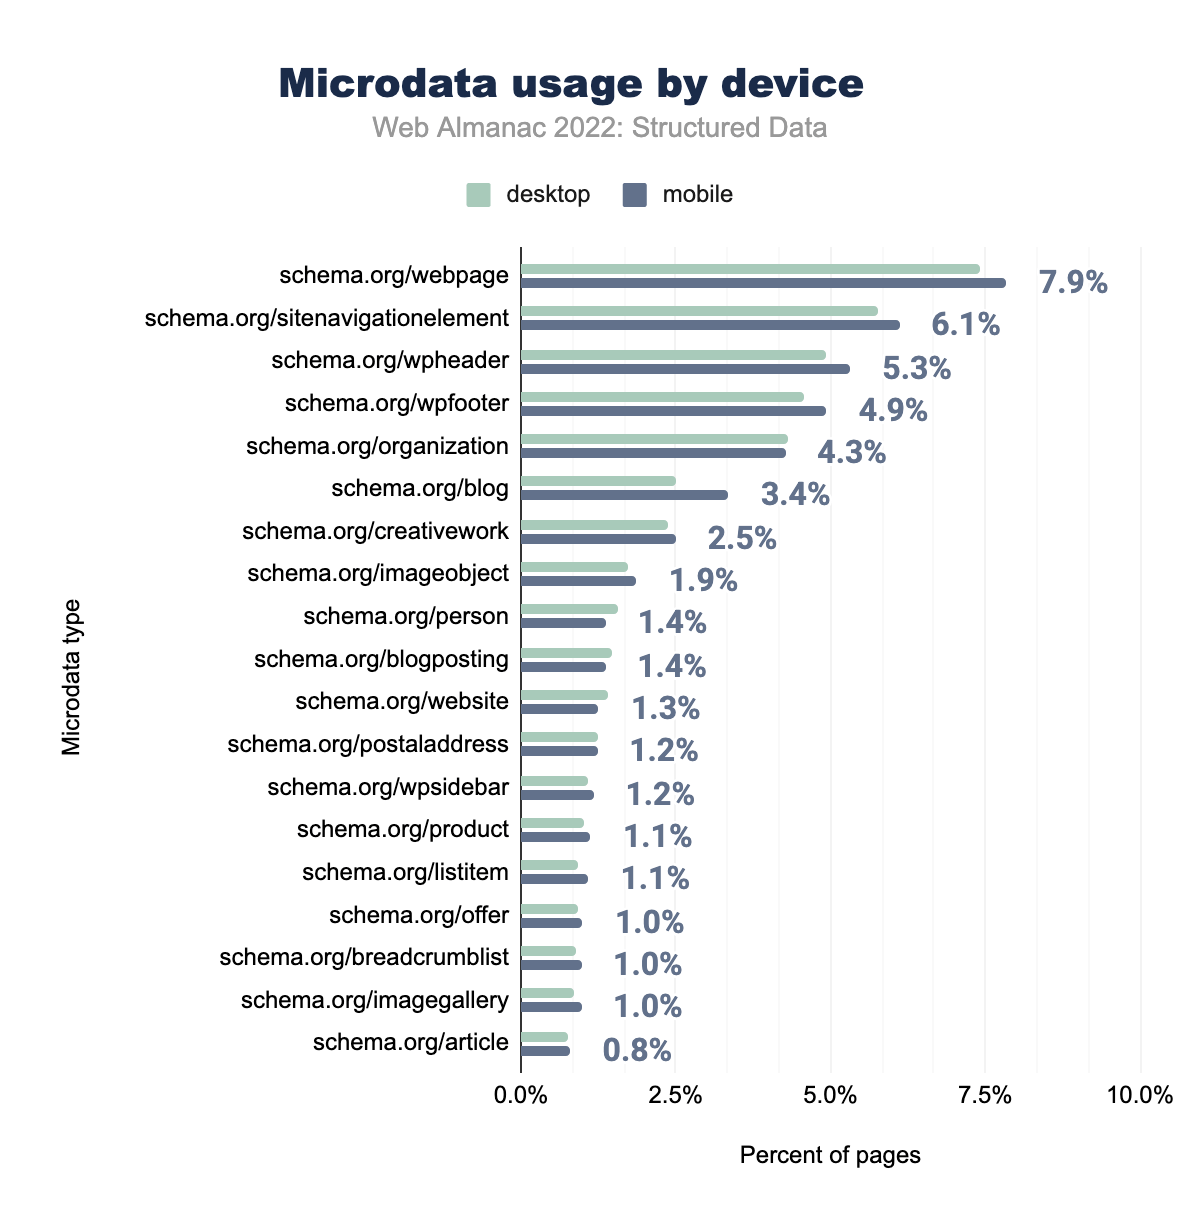 Microdata usage by device
Web Almanac 2022: Structured Data
desktop mobile
schema.org/webpage 7.9%
schema.org/sitenavigationelement 6.1%
schema.org/wpheader 5.3%
schema.org/wpfooter 4.9%
schema.org/organization 4.3%
schema.org/blog 3.4%
schema.org/creativework 2.5%
schema.org/imageobject 1.9%
schema.org/person 1.4%
schema.org/blogposting 1.4%
schema.org/website 1.3%
schema.org/postaladdress 1.2%
schema.org/wpsidebar 1.2%
schema.org/product 1.1%
schema.org/listitem 1.1%
schema.org/offer 1.0%
schema.org/breadcrumblist 1.0%
schema.org/imagegallery 1.0%
schema.org/article 0.8%
Microdata type
0.0% 2.5% 5.0% 7.5% 10.0%
Percent of pages